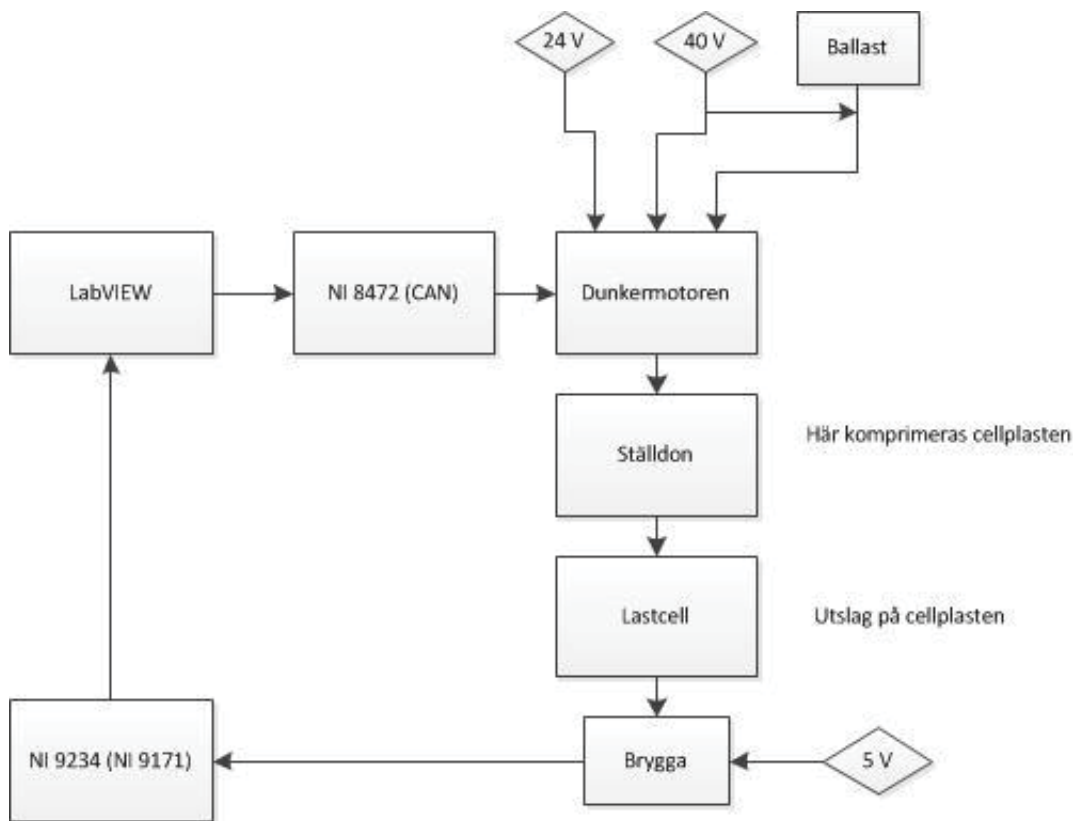 24 V
40 V
Ballast
LabVIEW
NI 8472 (CAN)
Dunkermotoren
Ställdon
Här komprimeras cellplasten
Lastcell
Utslag på cellplasten
NI 9234 (NI 9171)
Brygga
5 V